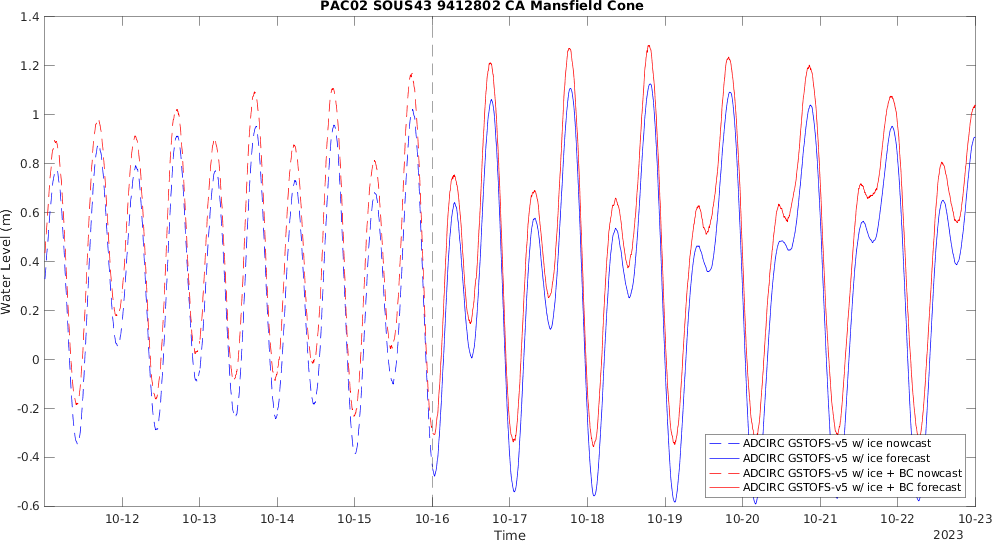 PAC02 SOUS43 9412802 CA Mansfield Cone
1.4
1.2
1
0.8
0.6
0.4
0.2
0
-0.2
-0.4
-0.6
Water Level (m)
ADCIRC GSTOFS-v5 w/ ice nowcast
ADCIRC GSTOFS-v5 w/ ice forecast
ADCIRC GSTOFS-v5 w/ ice + BC nowcast
ADCIRC GSTOFS-v5 w/ ice + BC forecast
10-12 10-13 10-14 10-15 10-16 10-17 10-18 10-19 10-20 10-21 10-22 10-23
Time
2023